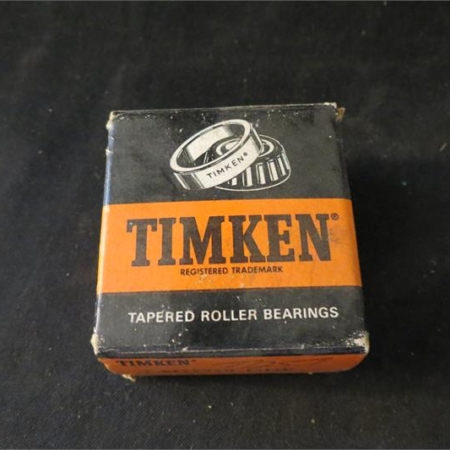 TIMKEN®
TIMKEN®
REGISTERED TRADEMARK
TAPERED ROLLER BEARINGS
TIMKEN